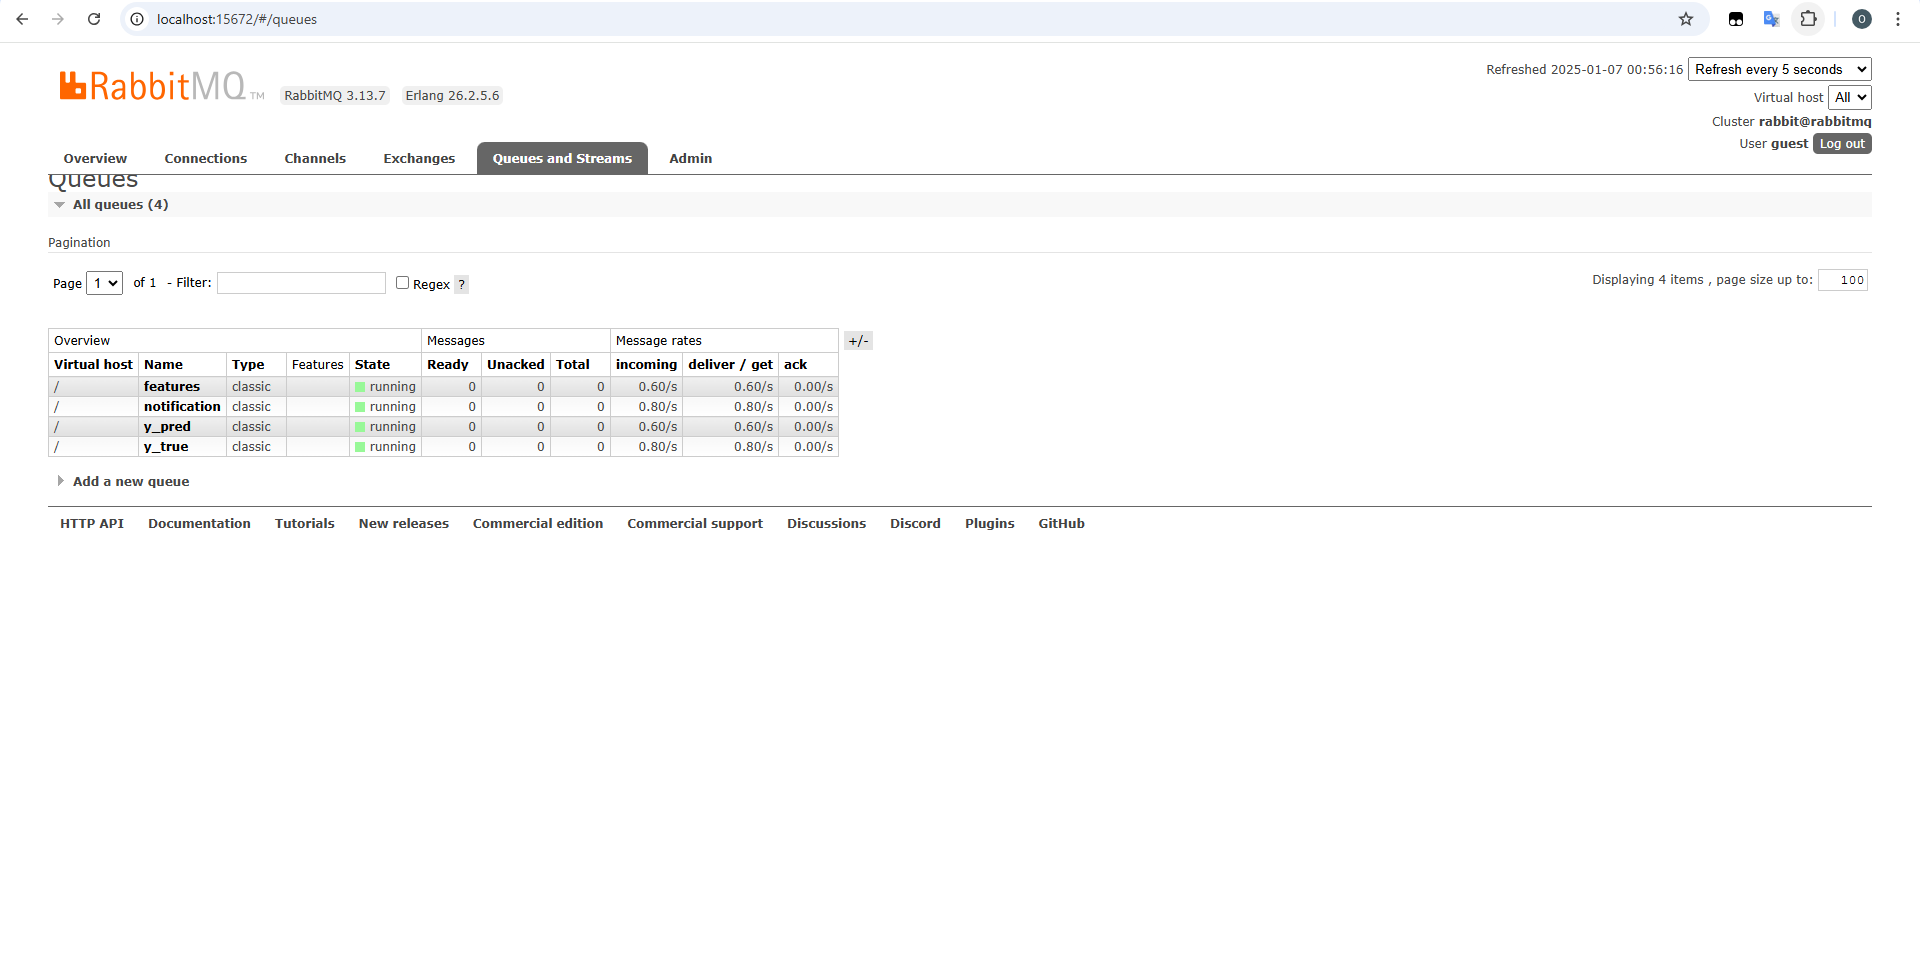 localhost:15672/#/queues
O
RabbitMQ TM
RabbitMQ 3.13.7 Erlang 26.2.5.6
Refreshed 2025-01-07 00:56:16 Refresh every 5 seconds
Virtual host All
Cluster rabbit@rabbitmq
User guest Log out
Overview Connections Channels Exchanges Queues and Streams Admin
Queues
All queues (4)
Pagination
Page 1 of 1 - Filter: Regex ?
Displaying 4 items , page size up to: 100
Overview Messages Message rates +/-
Virtual host Name Type Features State Ready Unacked Total incoming deliver / get ack
/ features classic running 0 0 0 0.60/s 0.60/s 0.00/s
/ notification classic running 0 0 0 0.80/s 0.80/s 0.00/s
/ y_pred classic running 0 0 0 0.60/s 0.60/s 0.00/s
/ y_true classic running 0 0 0 0.80/s 0.80/s 0.00/s
Add a new queue
HTTP API Documentation Tutorials New releases Commercial edition Commercial support Discussions Discord Plugins GitHub